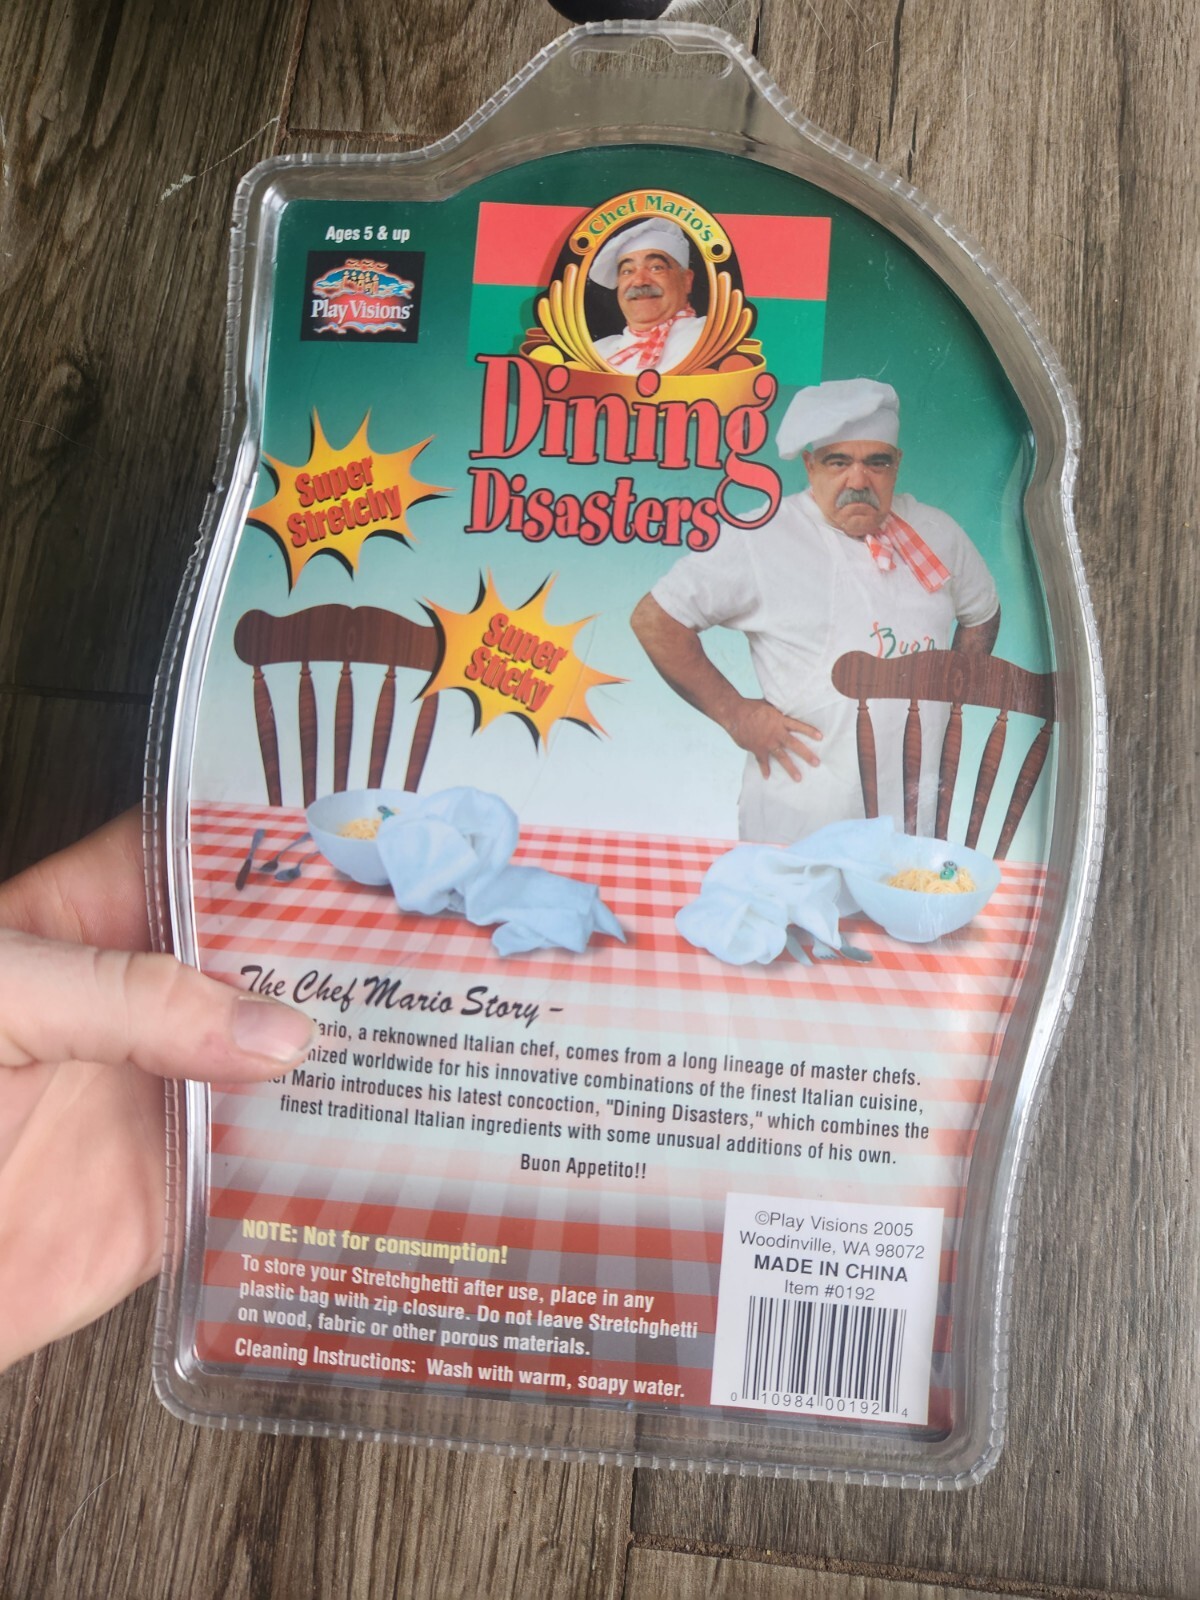 Ages 5 & up
Play Visions
Chef Mario's
Dining
Disasters
Super
Stretchy
Super
Sticky
Buon
The Chef Mario Story –
a reknowned Italian chef, comes from a long lineage of master chefs.
worldwide for his innovative combinations of the finest Italian cuisine,
Mario introduces his latest concoction, "Dining Disasters," which combines the
finest traditional Italian ingredients with some unusual additions of his own.
Buon Appetito!!
NOTE: Not for consumption!
To store your Stretchghetti after use, place in any
plastic bag with zip closure. Do not leave Stretchghetti
on wood, fabric or other porous materials.
Cleaning Instructions: Wash with warm, soapy water.
©Play Visions 2005
Woodinville, WA 98072
MADE IN CHINA
Item #0192
0 10984 00192 4